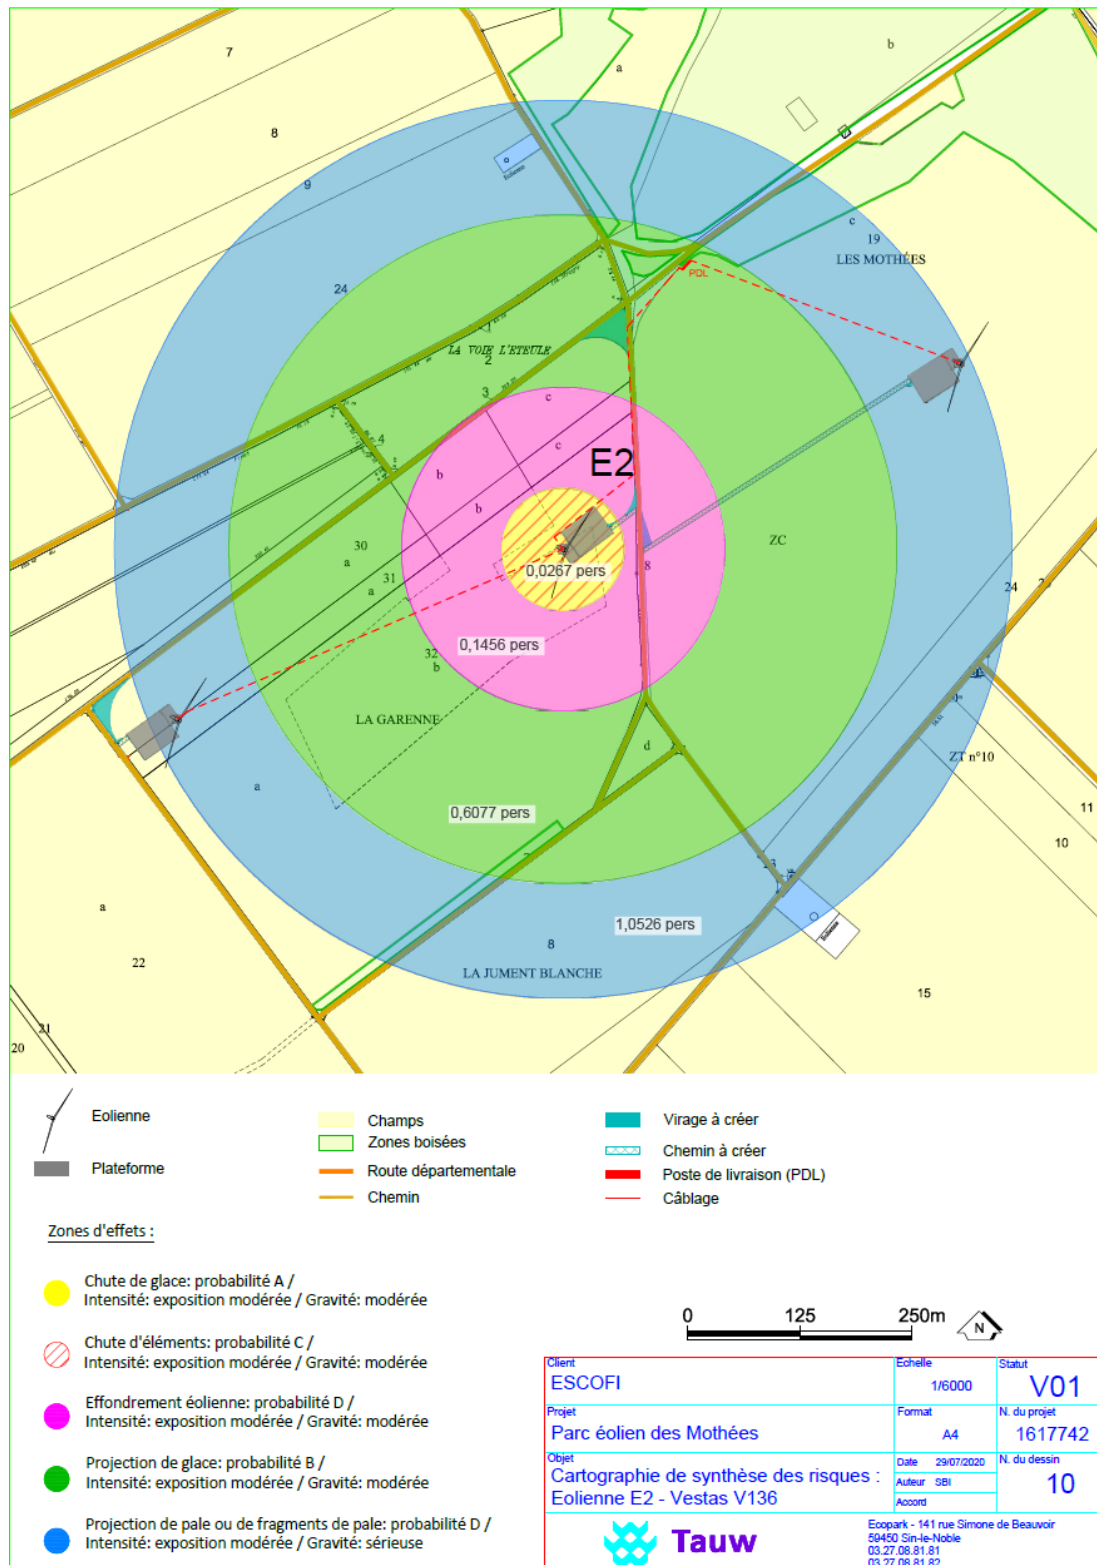 7
b
a
8
9
c
19
LES MOTHÉES
24
PDL
LA VOIE L'ETEULE
2
3
c
4
E2
c
b
b
ZC
30
a
0,0267 pers
8
31
a
24
0,1456 pers
32
b
LA GARENNE
d
ZT n°10
a
11
0,6077 pers
10
a
1,0526 pers
8
22
LA JUMENT BLANCHE
15
21
20
Eolienne
Plateforme
Champs
Zones boisées
Route départementale
Chemin
Virage à créer
Chemin à créer
Poste de livraison (PDL)
Câblage
Zones d'effets :
Chute de glace: probabilité A /
Intensité: exposition modérée / Gravité: modérée
Chute d'éléments: probabilité C /
Intensité: exposition modérée / Gravité: modérée
Effondrement éolienne: probabilité D /
Intensité: exposition modérée / Gravité: modérée
Projection de glace: probabilité B /
Intensité: exposition modérée / Gravité: modérée
Projection de pale ou de fragments de pale: probabilité D /
Intensité: exposition modérée / Gravité: sérieuse
0 125 250m
N
Client
ESCOFI
Echelle
1/6000
Statut
V01
Projet
Parc éolien des Mothées
Format
A4
N. du projet
1617742
Objet
Cartographie de synthèse des risques :
Eolienne E2 - Vestas V136
Date 29/07/2020
Auteur SBI
Accord
N. du dessin
10
Tauw
Ecopark - 141 rue Simone de Beauvoir
59450 Sin-le-Noble
03.27.08.81.81
03.27.08.81.82